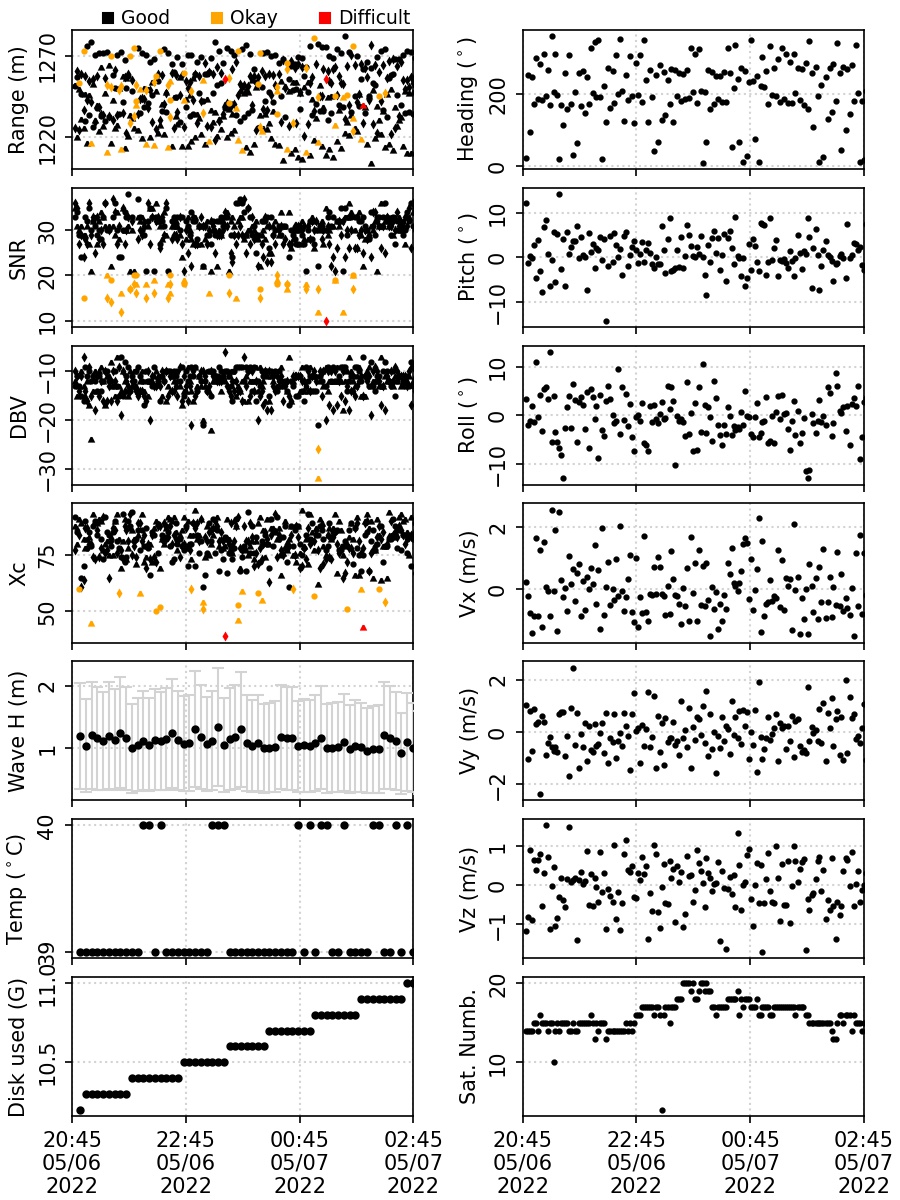 Good Okay Difficult
Range (m)
1270
1220
Heading (°)
200
0
SNR
30
20
10
Pitch (°)
10
0
−10
DBV
−10
−20
−30
Roll (°)
10
0
−10
Xc
75
50
Vx (m/s)
2
0
Wave H (m)
2
1
Vy (m/s)
2
0
−2
Temp (°C)
40
39
Vz (m/s)
1
0
−1
Disk used (G)
11.0
10.5
Sat. Numb.
20
10
20:45 22:45 00:45 02:45 20:45 22:45 00:45 02:45
05/06 05/06 05/07 05/07 05/06 05/06 05/07 05/07
2022 2022 2022 2022 2022 2022 2022 2022